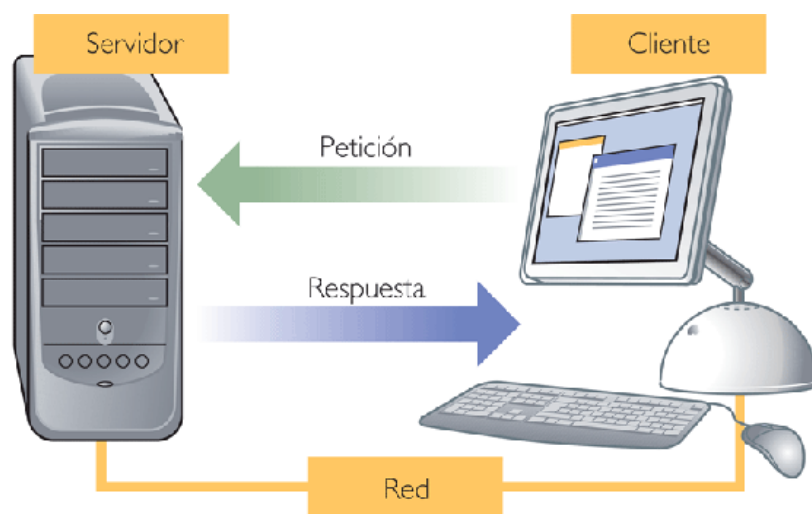 Servidor
Cliente
Petición
Respuesta
Red